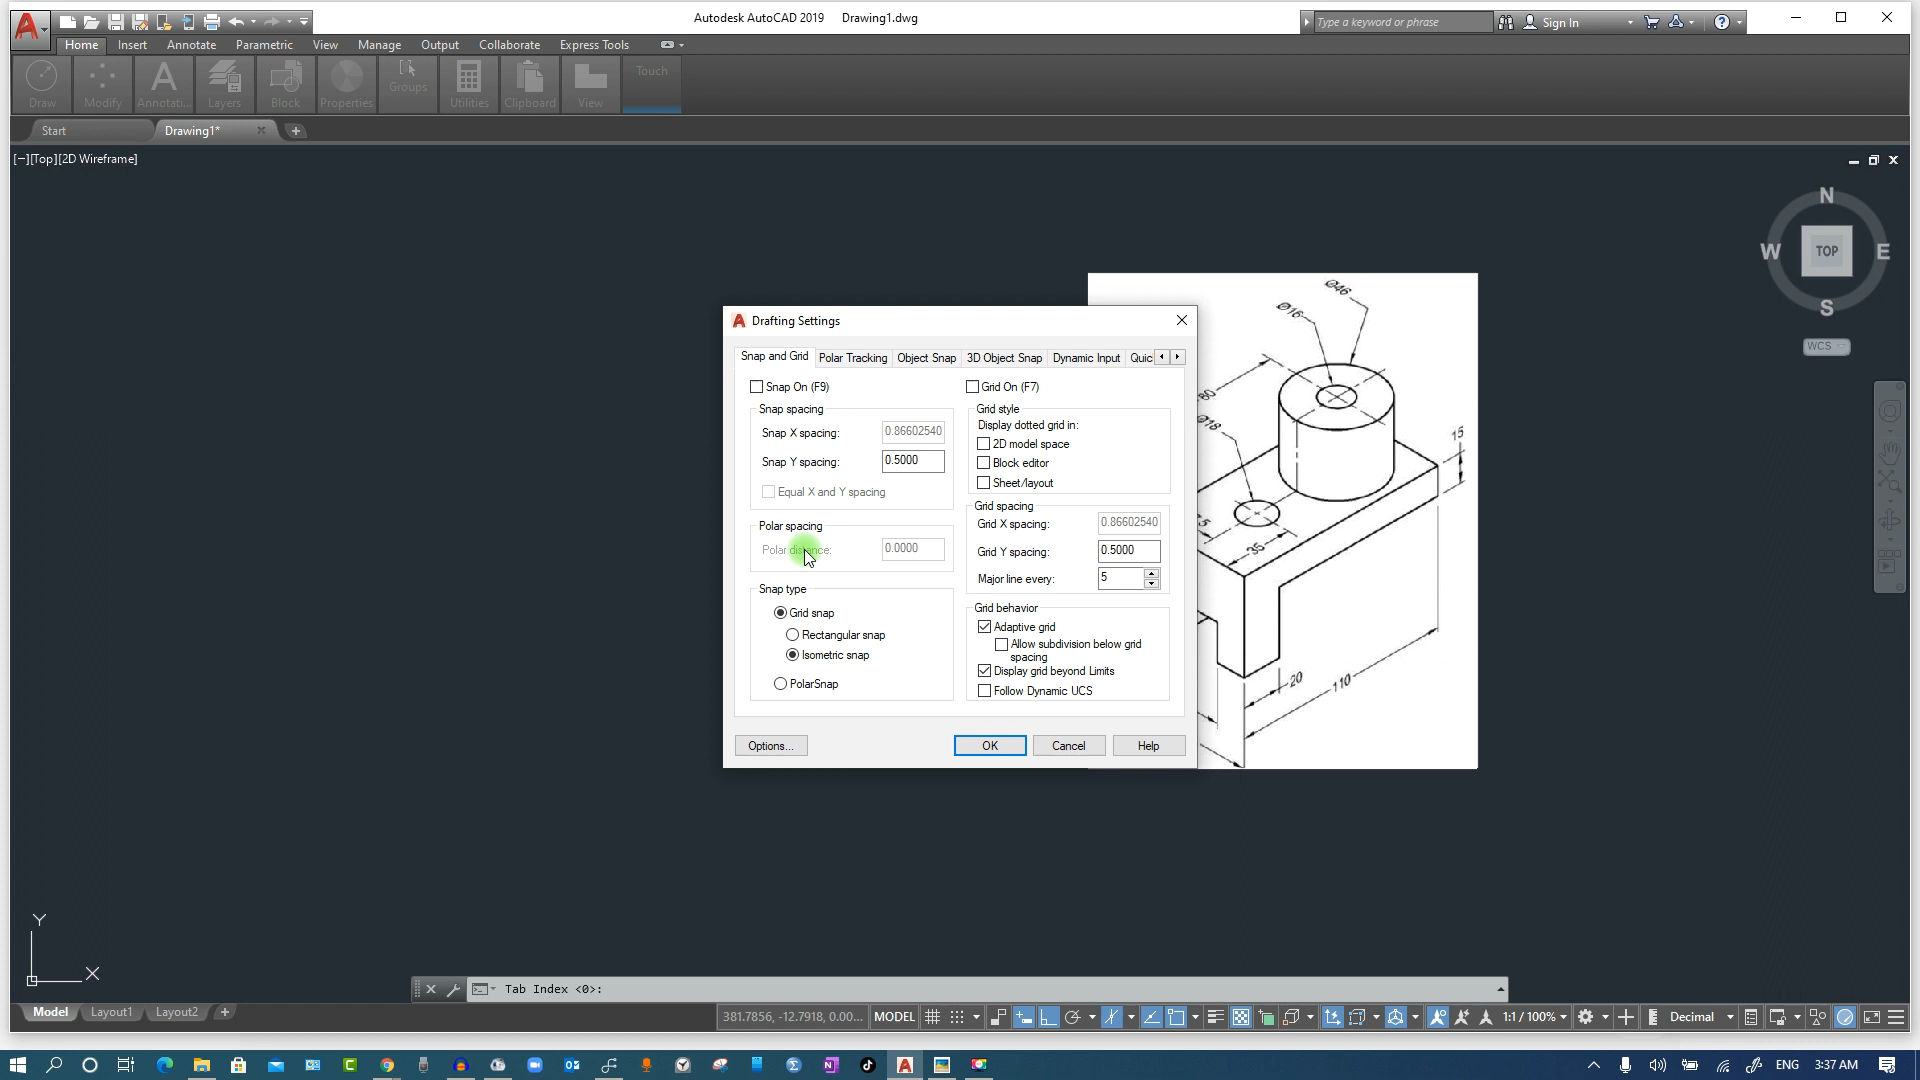 Autodesk AutoCAD 2019 Drawing1.dwg
Type a keyword or phrase
Sign In
Home Insert Annotate Parametric View Manage Output Collaborate Express Tools
Draw Modify Annotati... Layers Block Properties Groups Utilities Clipboard View Touch
Start Drawing1*
[−][Top][2D Wireframe]
N
W TOP E
S
WCS
Ø46
Ø16
80
Ø18
15
35
20
110
Drafting Settings
Snap and Grid Polar Tracking Object Snap 3D Object Snap Dynamic Input Quic
Snap On (F9)
Snap spacing
Snap X spacing: 0.86602540
Snap Y spacing: 0.5000
Equal X and Y spacing
Polar spacing
Polar distance: 0.0000
Snap type
Grid snap
Rectangular snap
Isometric snap
PolarSnap
Grid On (F7)
Grid style
Display dotted grid in:
2D model space
Block editor
Sheet/layout
Grid spacing
Grid X spacing: 0.86602540
Grid Y spacing: 0.5000
Major line every: 5
Grid behavior
Adaptive grid
Allow subdivision below grid
spacing
Display grid beyond Limits
Follow Dynamic UCS
Options... OK Cancel Help
Y
X
Tab Index <0>:
Model Layout1 Layout2
381.7856, -12.7918, 0.00... MODEL 1:1 / 100% Decimal
ENG 3:37 AM